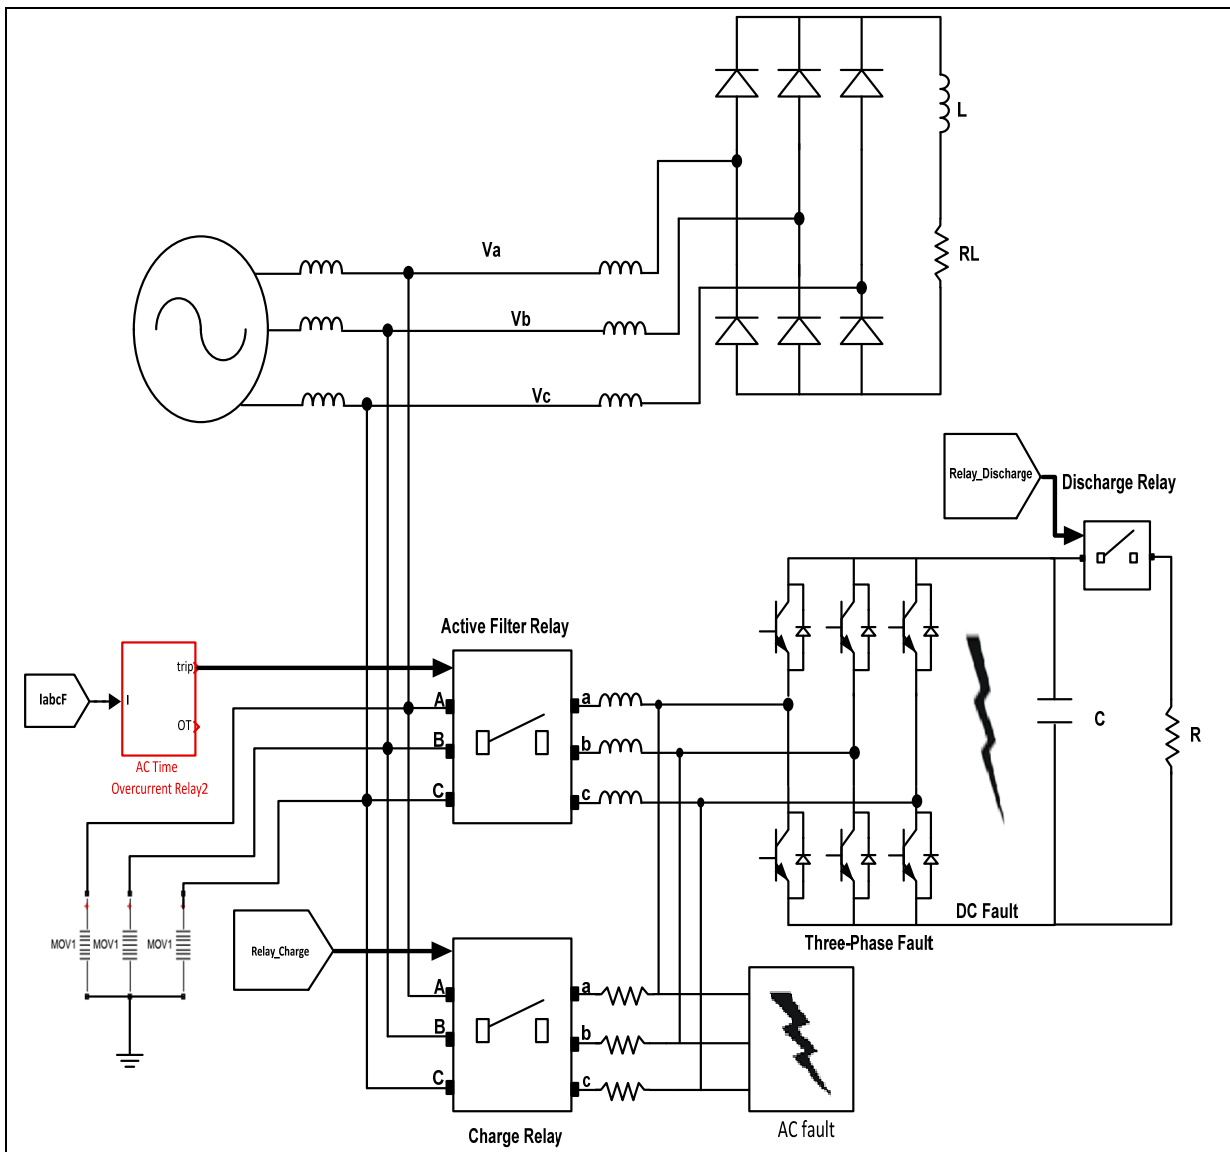 L
Va
RL
Vb
Vc
Relay_Discharge
Discharge Relay
Active Filter Relay
trip
IabcF
I
A
a
OT
B
b
C
R
AC Time
Overcurrent Relay2
C
c
DC Fault
MOV1
MOV1
MOV1
Three-Phase Fault
Relay_Charge
A
a
B
b
C
c
AC fault
Charge Relay